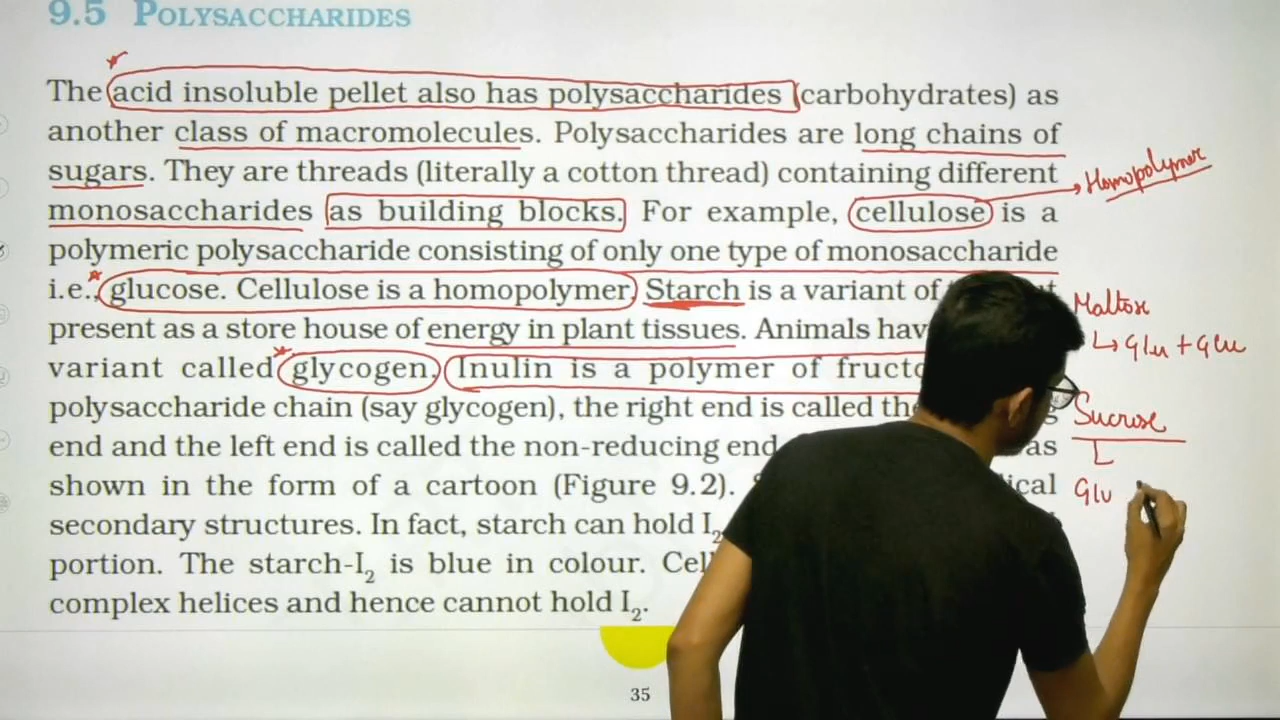 9.5 POLYSACCHARIDES
The acid insoluble pellet also has polysaccharides (carbohydrates) as
another class of macromolecules. Polysaccharides are long chains of
sugars. They are threads (literally a cotton thread) containing different
monosaccharides as building blocks. For example, cellulose is a
polymeric polysaccharide consisting of only one type of monosaccharide
i.e., glucose. Cellulose is a homopolymer. Starch is a variant of
present as a store house of energy in plant tissues. Animals have
variant called glycogen. Inulin is a polymer of
polysaccharide chain (say glycogen), the right end is called the
end and the left end is called the non-reducing end as
shown in the form of a cartoon (Figure 9.2).
secondary structures. In fact, starch can hold I2
portion. The starch-I2 is blue in colour.
complex helices and hence cannot hold I2.
35
Homopolymer
Maltose
↳ Glu + Glu
Sucrose
Glu